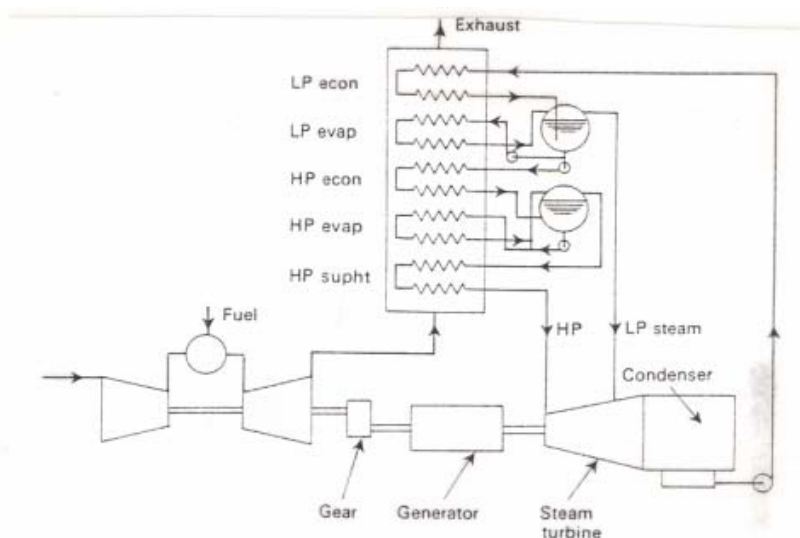 Exhaust
LP econ
LP evap
HP econ
HP evap
HP supht
Fuel
HP
LP steam
Condenser
Gear
Generator
Steam
turbine